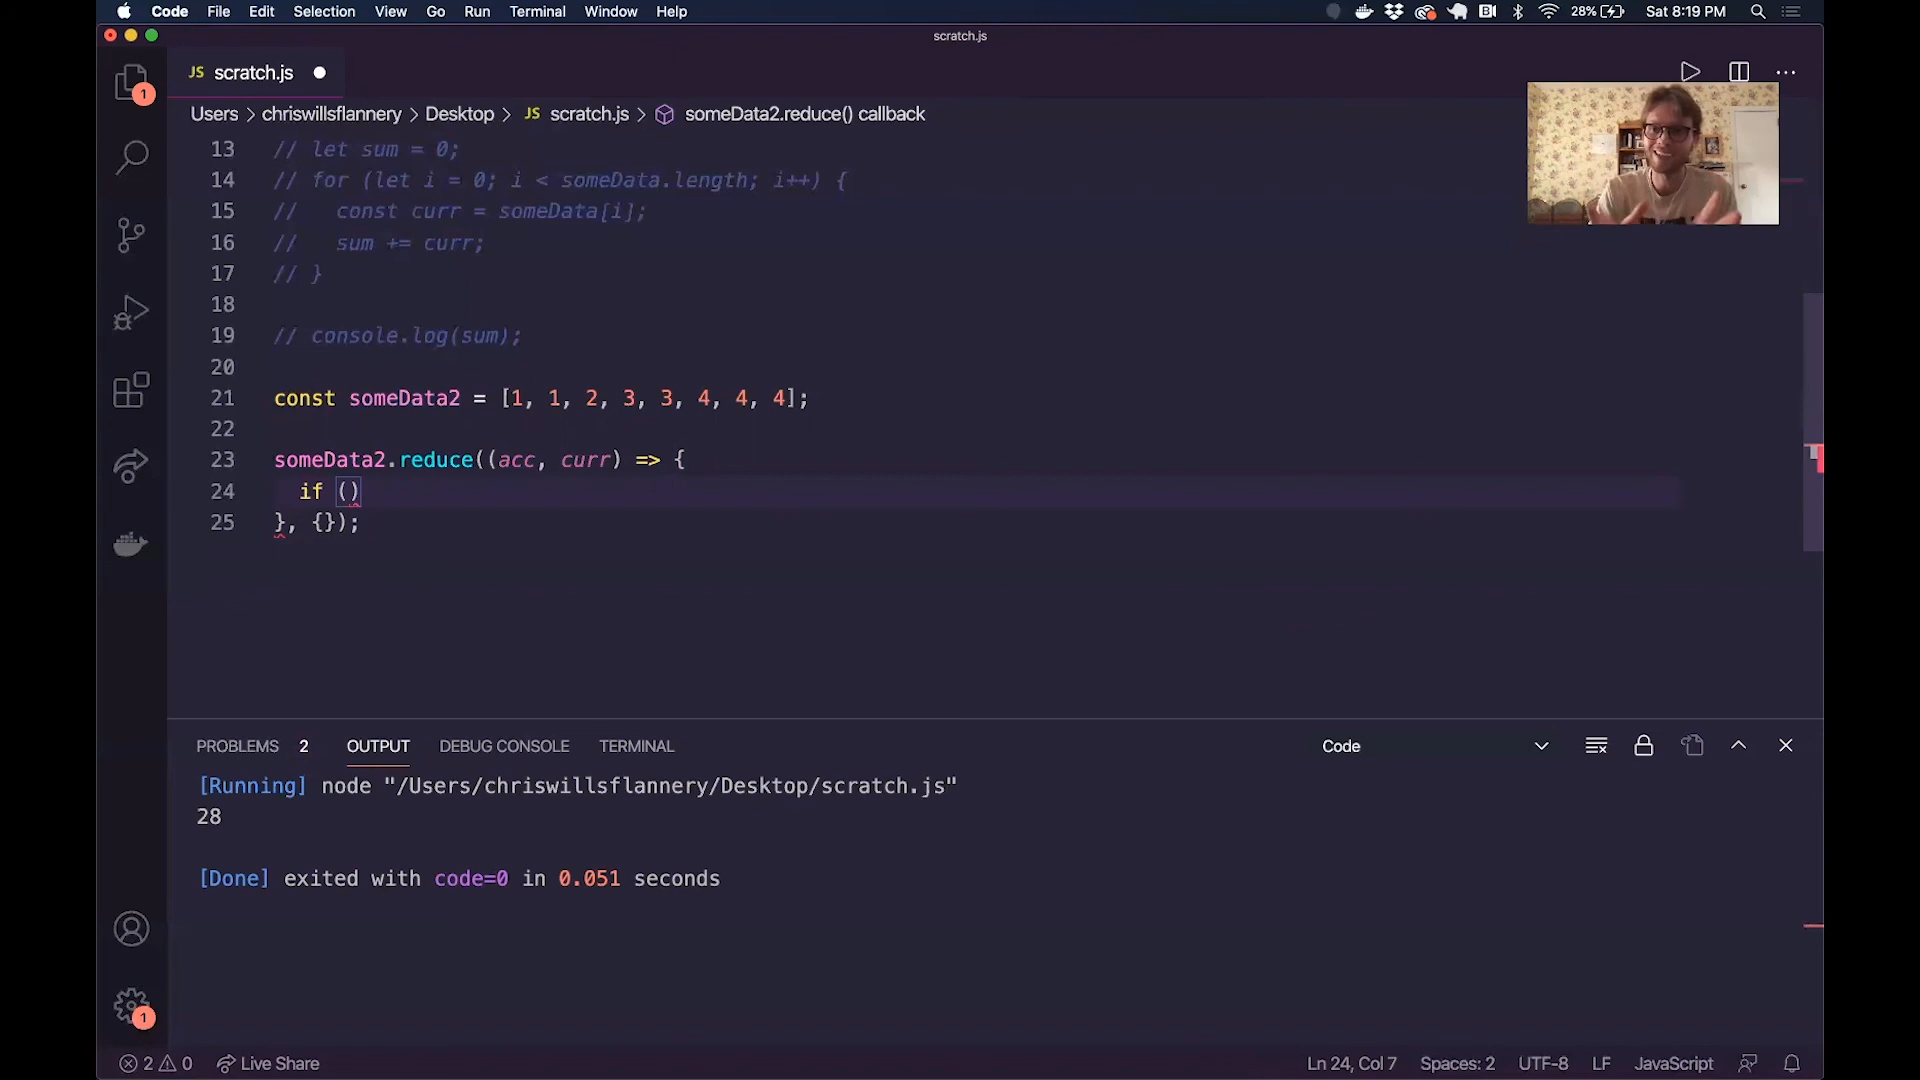 Code File Edit Selection View Go Run Terminal Window Help 28% Sat 8:19 PM
scratch.js
JS scratch.js
1
Users > chriswillsflannery > Desktop > JS scratch.js > someData2.reduce() callback
13 // let sum = 0;
14 // for (let i = 0; i < someData.length; i++) {
15 //   const curr = someData[i];
16 //   sum += curr;
17 // }
18
19 // console.log(sum);
20
21 const someData2 = [1, 1, 2, 3, 3, 4, 4, 4];
22
23 someData2.reduce((acc, curr) => {
24   if ()
25 }, {});
PROBLEMS 2 OUTPUT DEBUG CONSOLE TERMINAL Code
[Running] node "/Users/chriswillsflannery/Desktop/scratch.js"
28
[Done] exited with code=0 in 0.051 seconds
1
2 0 Live Share Ln 24, Col 7 Spaces: 2 UTF-8 LF JavaScript